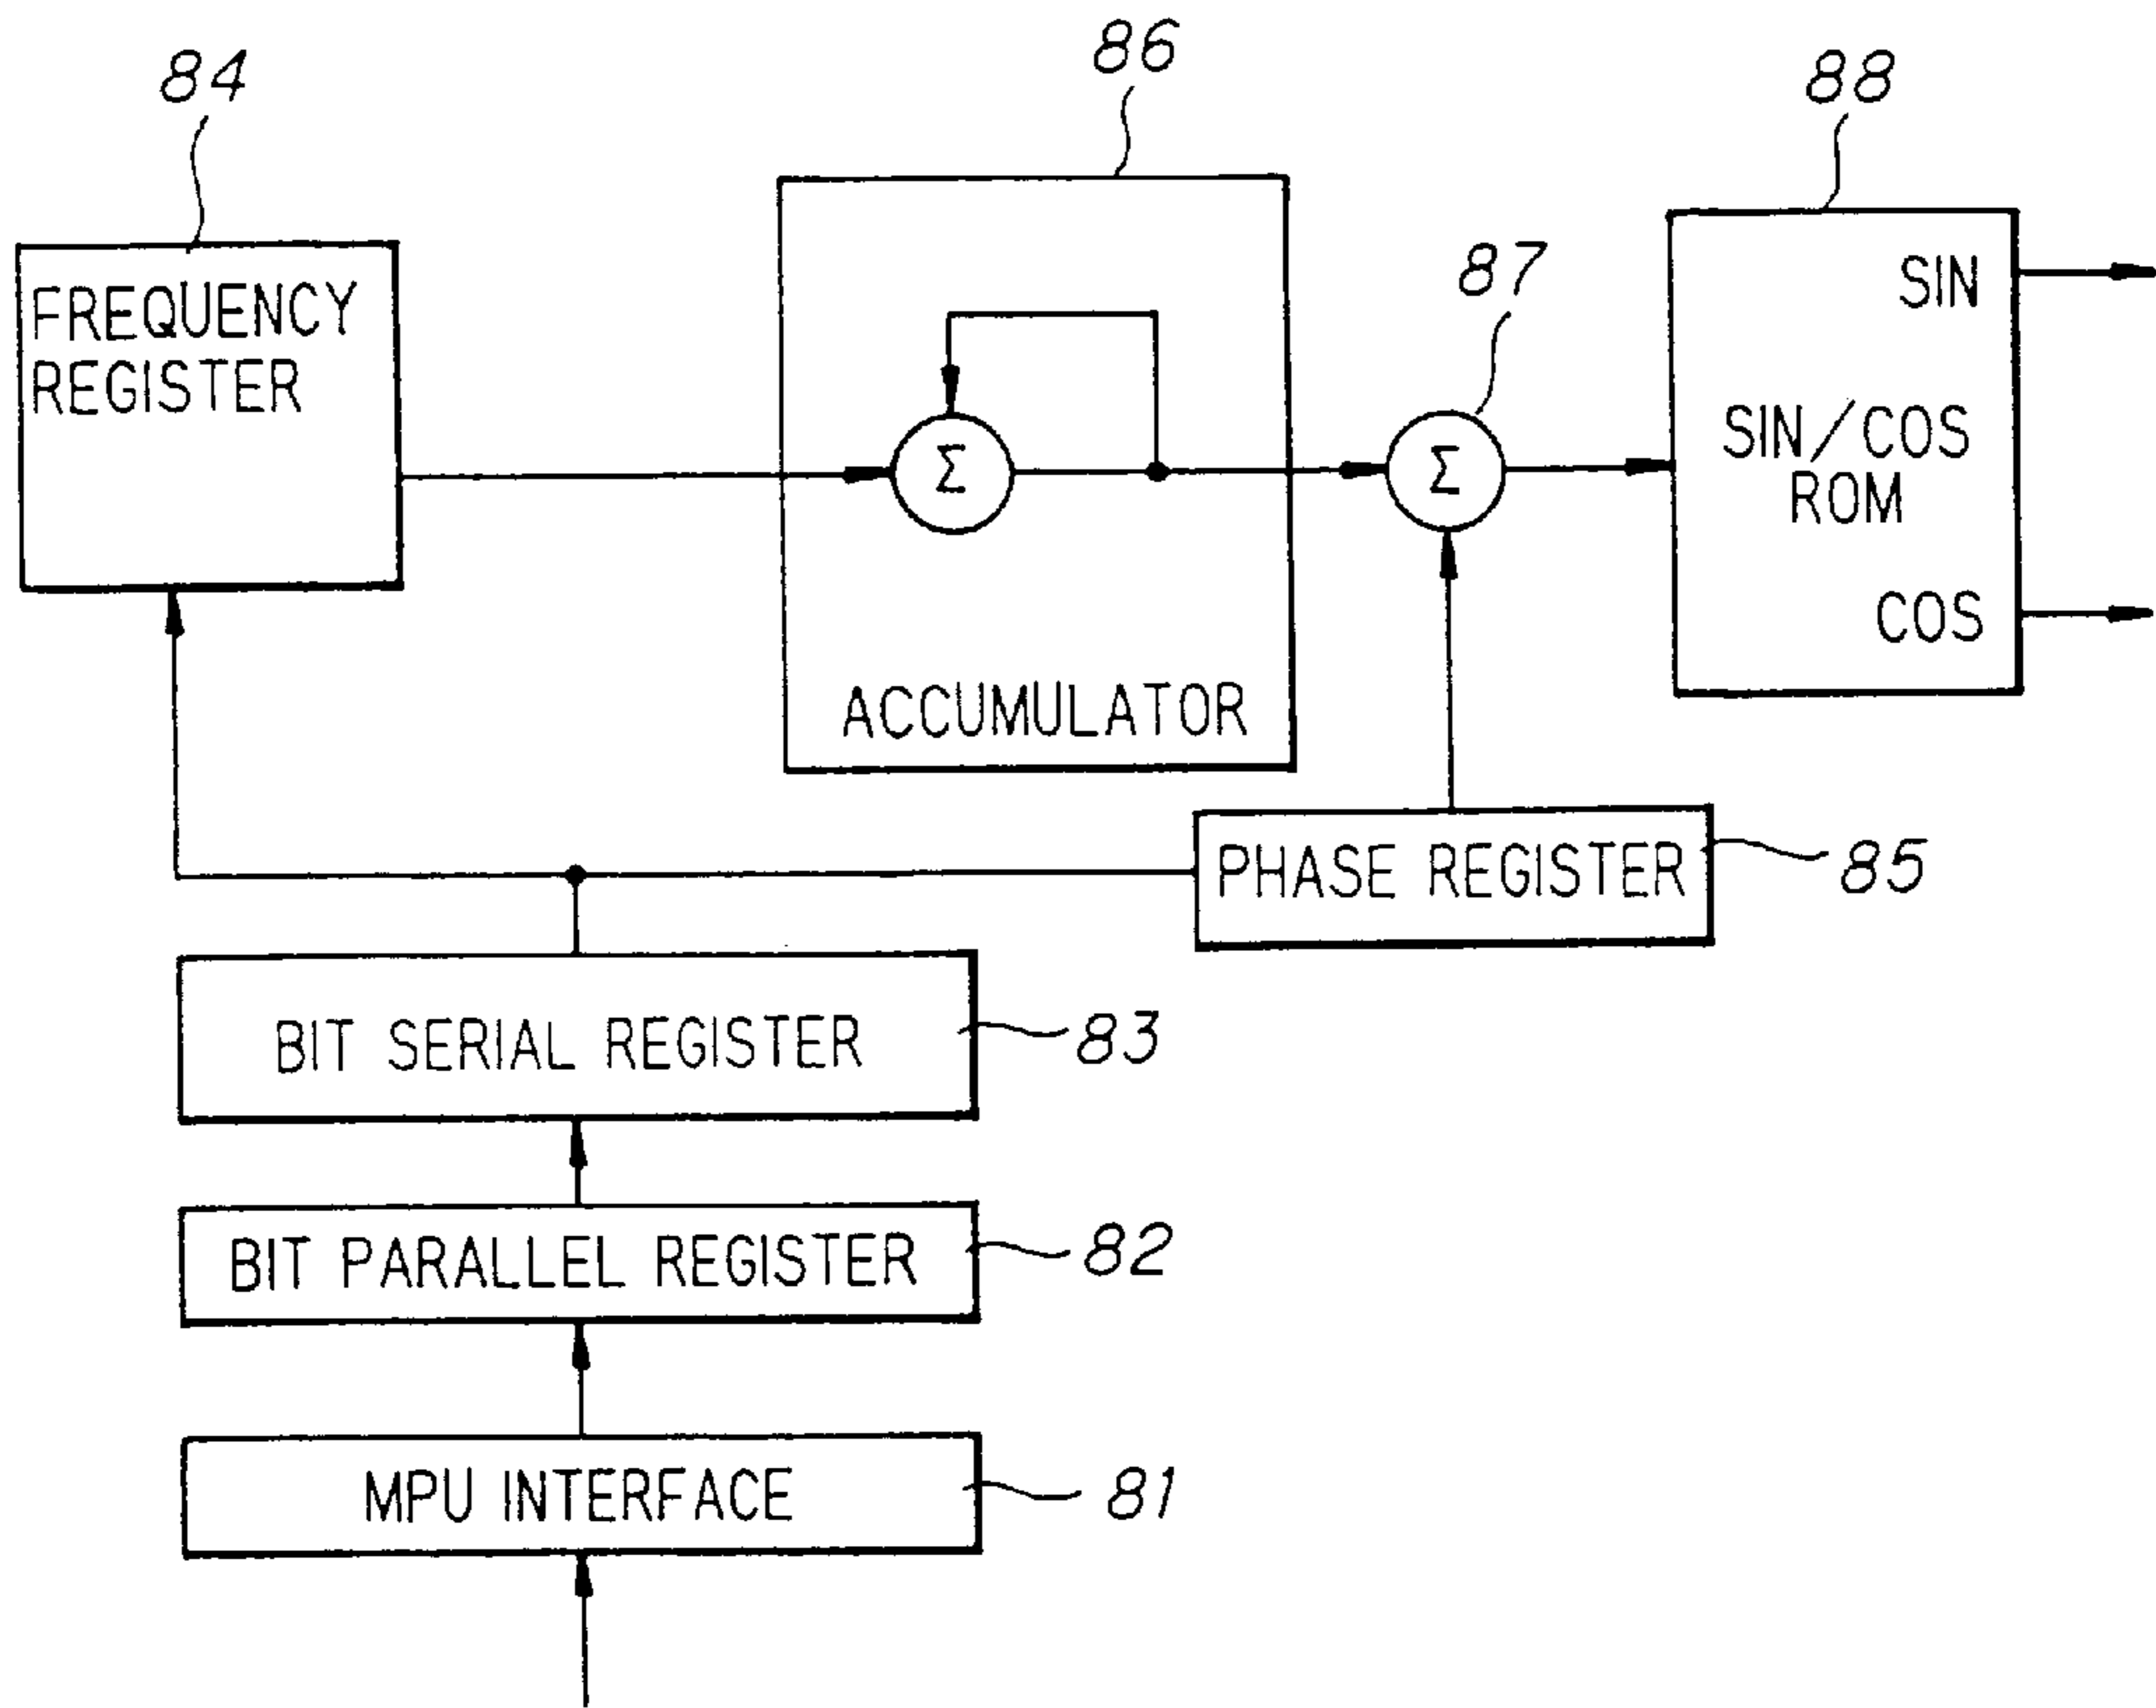 84
86
88
FREQUENCY
REGISTER
Σ
ACCUMULATOR
87
Σ
SIN
SIN/COS
ROM
COS
PHASE REGISTER
85
BIT SERIAL REGISTER
83
BIT PARALLEL REGISTER
82
MPU INTERFACE
81